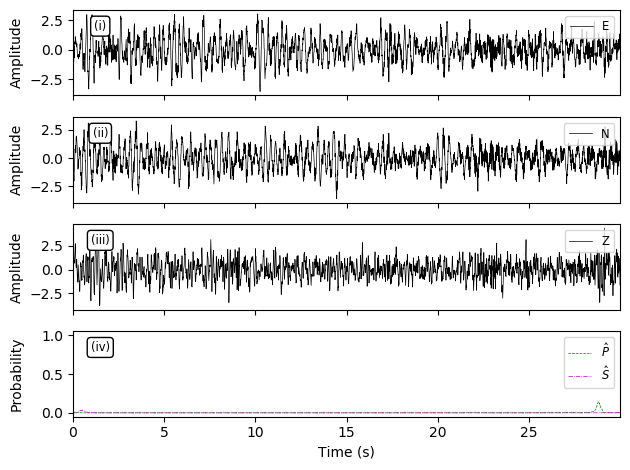 Amplitude
2.5
0.0
−2.5
(i)
E
Amplitude
2.5
0.0
−2.5
(ii)
N
Amplitude
2.5
0.0
−2.5
(iii)
Z
Probability
1.0
0.5
0.0
(iv)
P̂
Ŝ
0 5 10 15 20 25
Time (s)